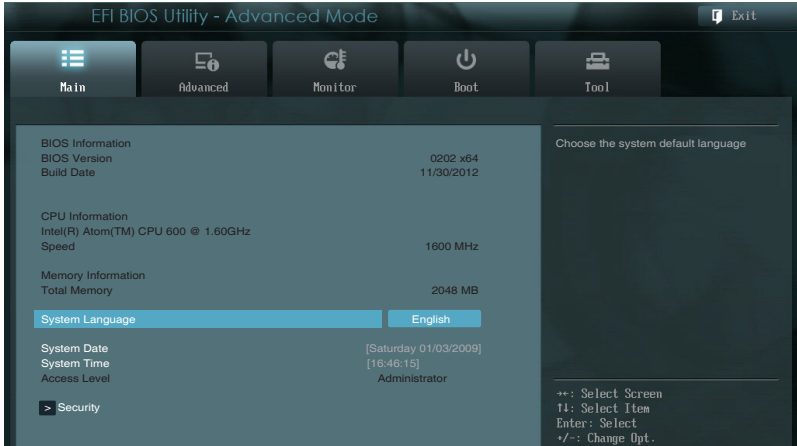 EFI BIOS Utility - Advanced Mode
Exit
Main
Advanced
Monitor
Boot
Tool
BIOS Information
BIOS Version 0202 x64
Build Date 11/30/2012
CPU Information
Intel(R) Atom(TM) CPU 600 @ 1.60GHz
Speed 1600 MHz
Memory Information
Total Memory 2048 MB
System Language English
System Date [Saturday 01/03/2009]
System Time [16:46:15]
Access Level Administrator
> Security
Choose the system default language
→←: Select Screen
↑↓: Select Item
Enter: Select
+/-: Change Opt.